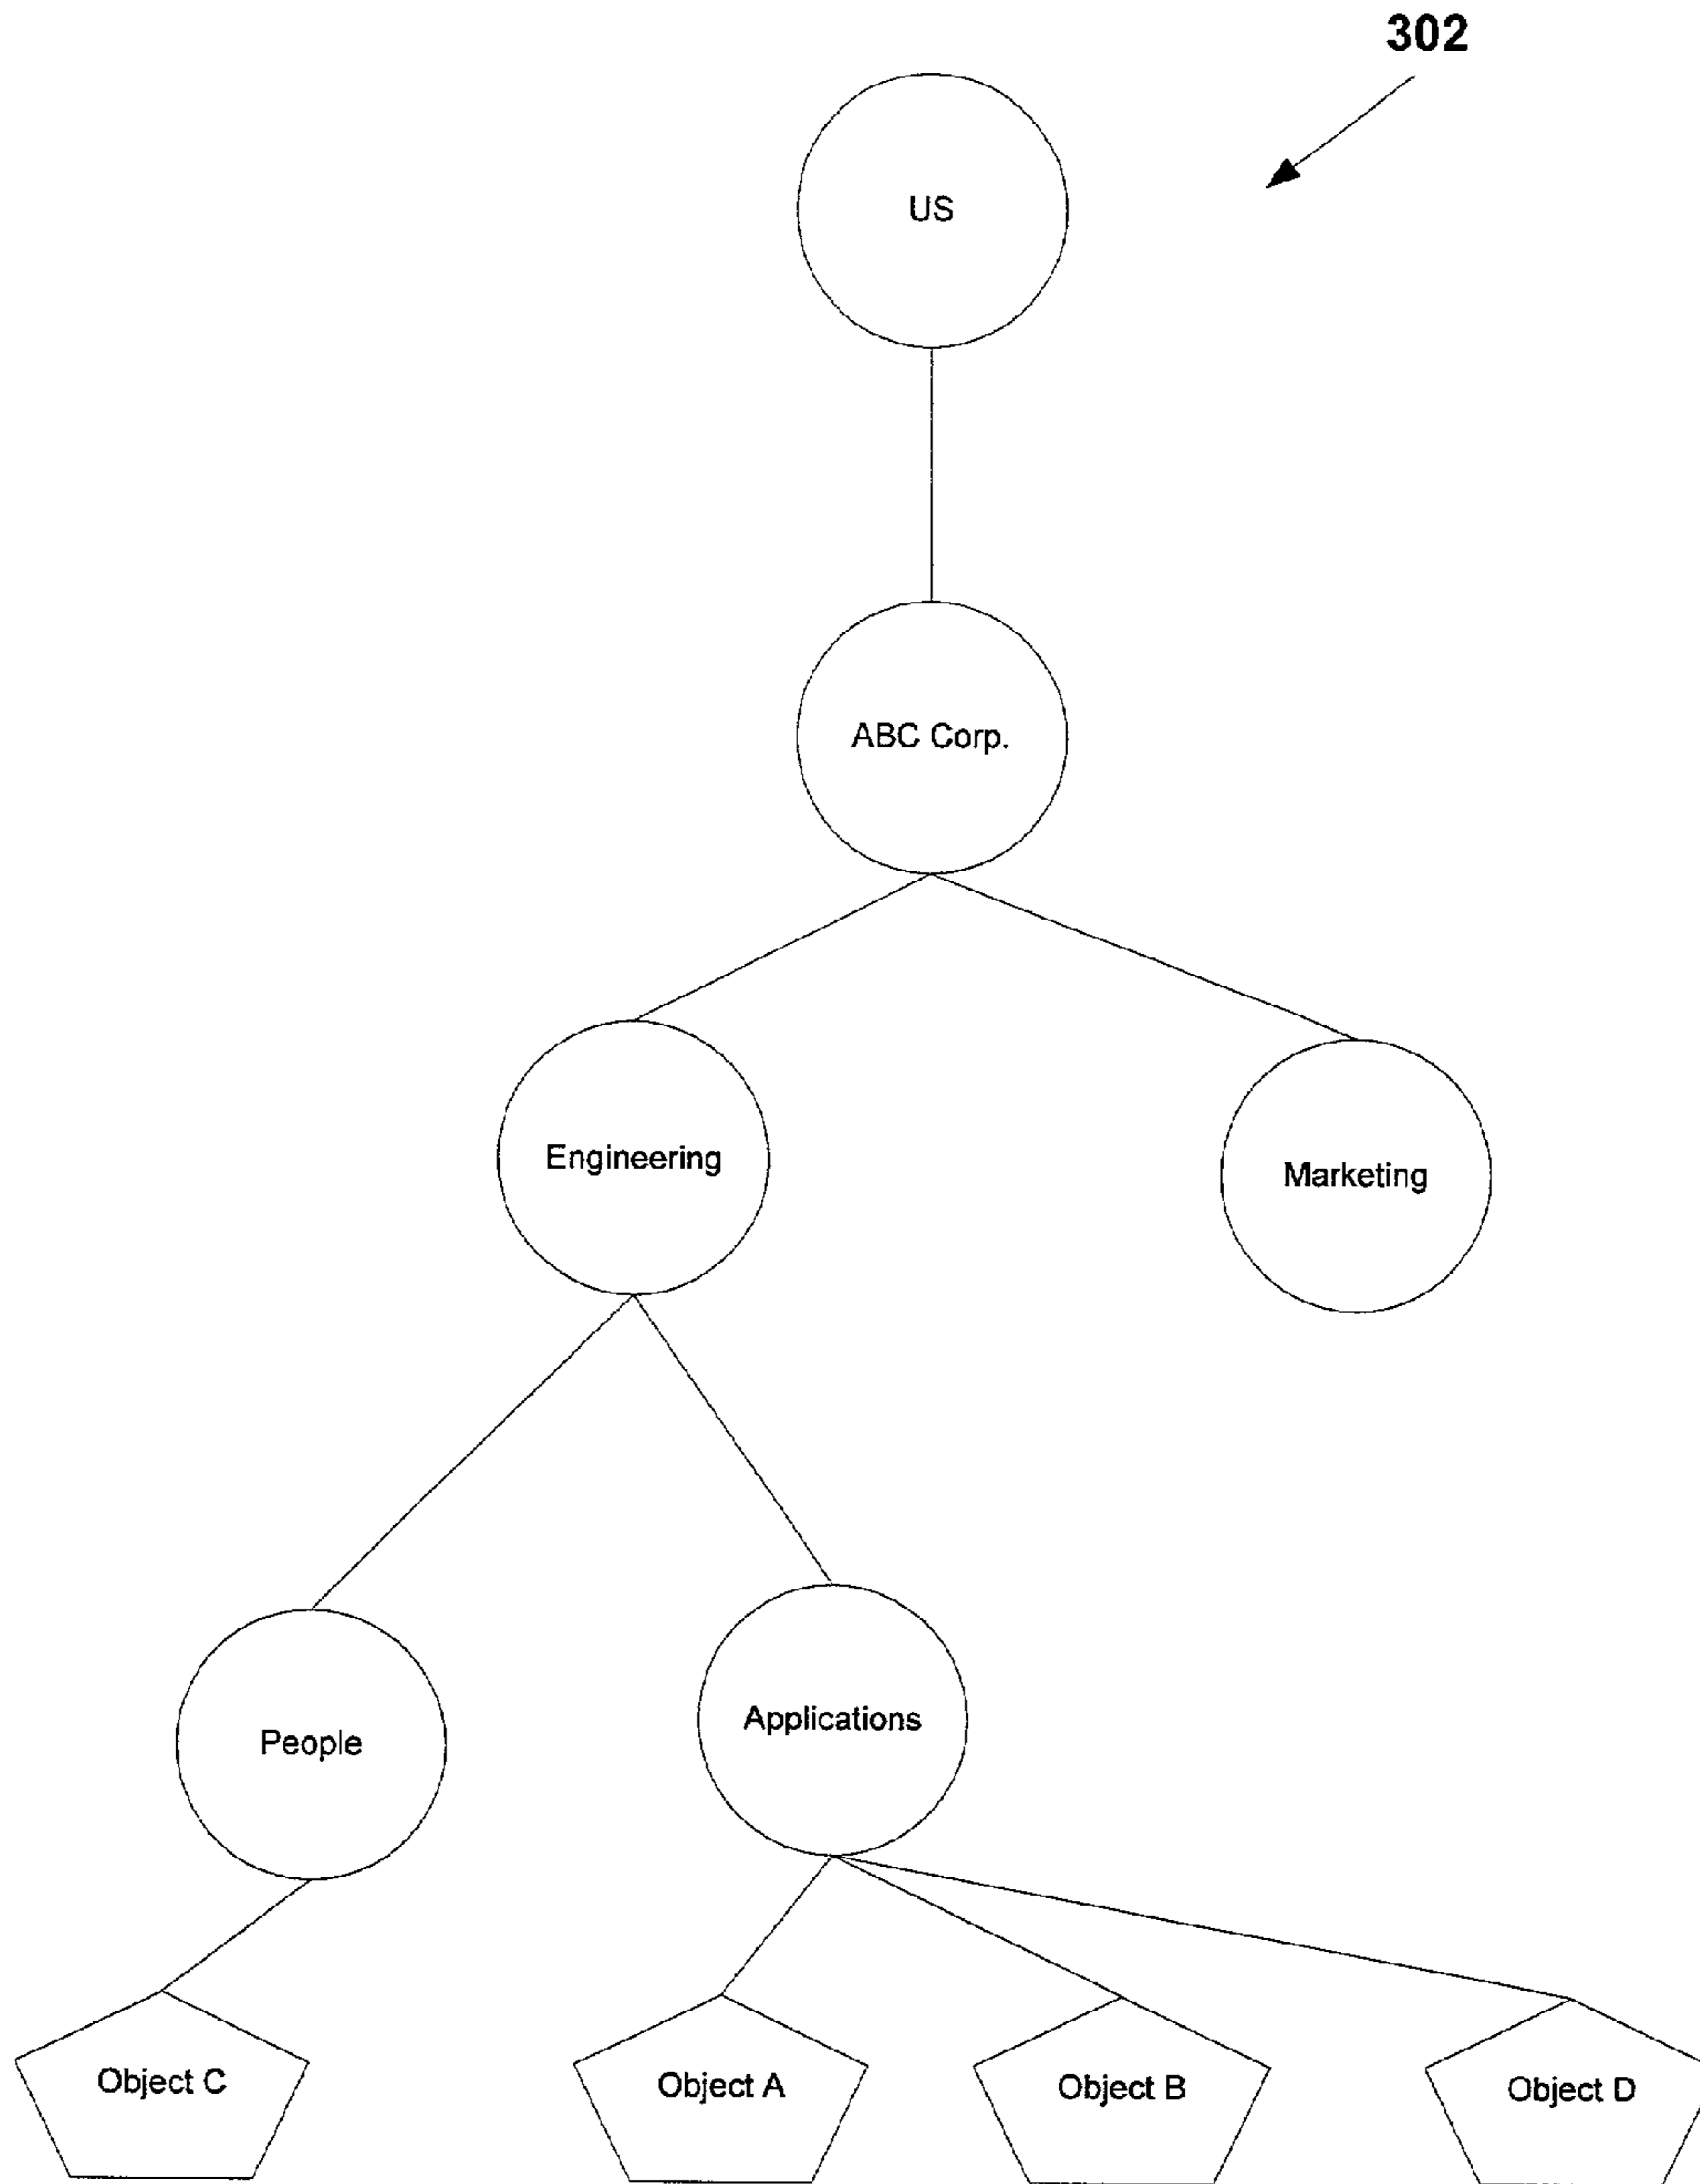 302
US
ABC Corp.
Engineering
Marketing
People
Applications
Object C
Object A
Object B
Object D